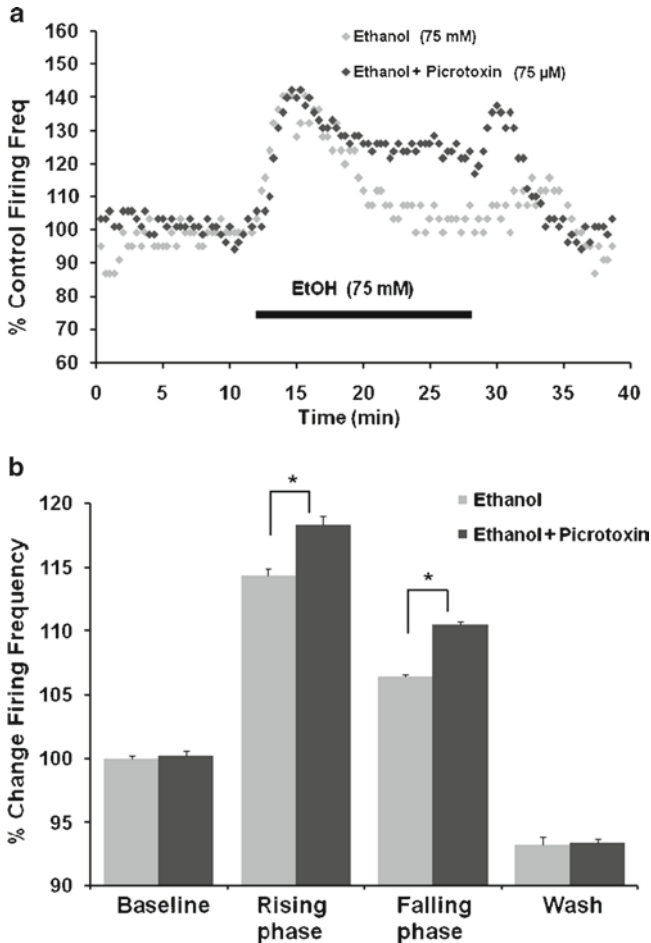 a
% Control Firing Freq
160
150
140
130
120
110
100
90
80
70
60
Ethanol (75 mM)
Ethanol + Picrotoxin (75 µM)
EtOH (75 mM)
0 5 10 15 20 25 30 35 40
Time (min)
b
% Change Firing Frequency
120
115
110
105
100
95
90
*
*
Ethanol
Ethanol + Picrotoxin
Baseline Rising phase Falling phase Wash